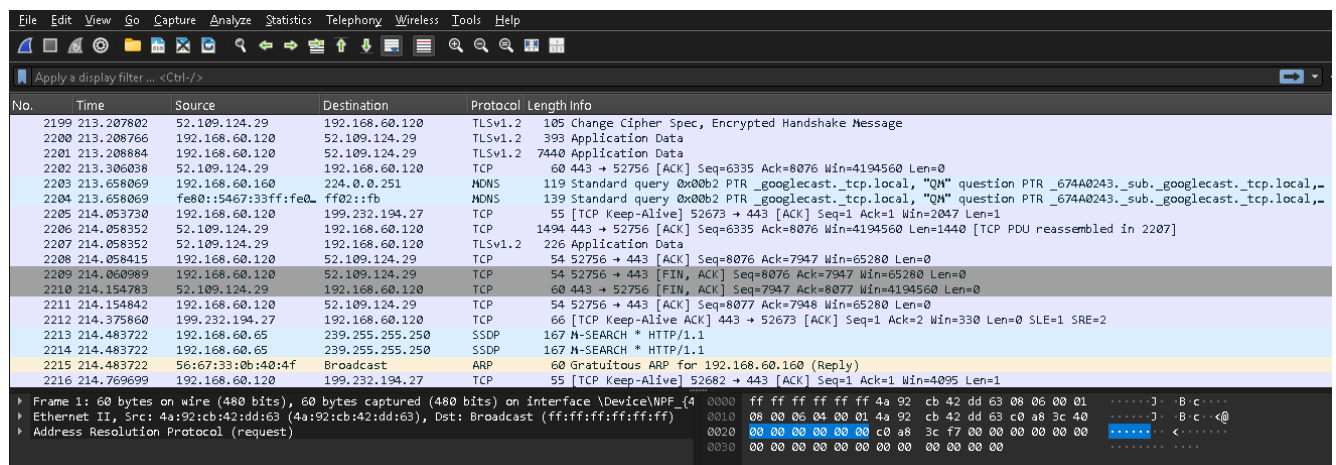 File Edit View Go Capture Analyze Statistics Telephony Wireless Tools Help
Apply a display filter ... <Ctrl-/>
No. Time Source Destination Protocol Length Info
2199 213.207802 52.109.124.29 192.168.60.120 TLSv1.2 105 Change Cipher Spec, Encrypted Handshake Message
2200 213.208766 192.168.60.120 52.109.124.29 TLSv1.2 393 Application Data
2201 213.208884 192.168.60.120 52.109.124.29 TLSv1.2 7440 Application Data
2202 213.306038 52.109.124.29 192.168.60.120 TCP 60 443 → 52756 [ACK] Seq=6335 Ack=8076 Win=4194560 Len=0
2203 213.658069 192.168.60.160 224.0.0.251 MDNS 119 Standard query 0x00b2 PTR _googlecast._tcp.local, "QM" question PTR _674A0243._sub._googlecast._tcp.local,…
2204 213.658069 fe80::5467:33ff:fe0… ff02::fb MDNS 139 Standard query 0x00b2 PTR _googlecast._tcp.local, "QM" question PTR _674A0243._sub._googlecast._tcp.local,…
2205 214.053730 192.168.60.120 199.232.194.27 TCP 55 [TCP Keep-Alive] 52673 → 443 [ACK] Seq=1 Ack=1 Win=2047 Len=1
2206 214.058352 52.109.124.29 192.168.60.120 TCP 1494 443 → 52756 [ACK] Seq=6335 Ack=8076 Win=4194560 Len=1440 [TCP PDU reassembled in 2207]
2207 214.058352 52.109.124.29 192.168.60.120 TLSv1.2 226 Application Data
2208 214.058415 192.168.60.120 52.109.124.29 TCP 54 52756 → 443 [ACK] Seq=8076 Ack=7947 Win=65280 Len=0
2209 214.060989 192.168.60.120 52.109.124.29 TCP 54 52756 → 443 [FIN, ACK] Seq=8076 Ack=7947 Win=65280 Len=0
2210 214.154783 52.109.124.29 192.168.60.120 TCP 60 443 → 52756 [FIN, ACK] Seq=7947 Ack=8077 Win=4194560 Len=0
2211 214.154842 192.168.60.120 52.109.124.29 TCP 54 52756 → 443 [ACK] Seq=8077 Ack=7948 Win=65280 Len=0
2212 214.375860 199.232.194.27 192.168.60.120 TCP 66 [TCP Keep-Alive ACK] 443 → 52673 [ACK] Seq=1 Ack=2 Win=330 Len=0 SLE=1 SRE=2
2213 214.483722 192.168.60.65 239.255.255.250 SSDP 167 M-SEARCH * HTTP/1.1
2214 214.483722 192.168.60.65 239.255.255.250 SSDP 167 M-SEARCH * HTTP/1.1
2215 214.483722 56:67:33:0b:40:4f Broadcast ARP 60 Gratuitous ARP for 192.168.60.160 (Reply)
2216 214.769699 192.168.60.120 199.232.194.27 TCP 55 [TCP Keep-Alive] 52682 → 443 [ACK] Seq=1 Ack=1 Win=4095 Len=1
Frame 1: 60 bytes on wire (480 bits), 60 bytes captured (480 bits) on interface \Device\NPF_{4
Ethernet II, Src: 4a:92:cb:42:dd:63 (4a:92:cb:42:dd:63), Dst: Broadcast (ff:ff:ff:ff:ff:ff)
Address Resolution Protocol (request)
0000 ff ff ff ff ff ff 4a 92 cb 42 dd 63 08 06 00 01 ······J· ·B·c····
0010 08 00 06 04 00 01 4a 92 cb 42 dd 63 c0 a8 3c 40 ······J· ·B·c··<@
0020 00 00 00 00 00 00 c0 a8 3c f7 00 00 00 00 00 00 ········ <·······
0030 00 00 00 00 00 00 00 00 00 00 00 00 ········ ····